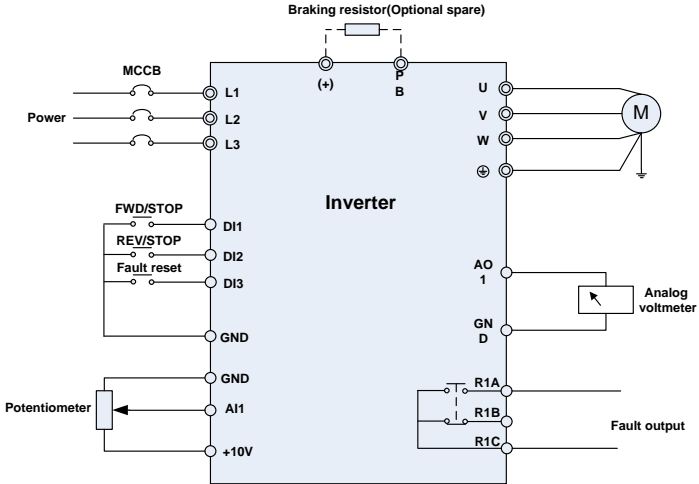 Braking resistor(Optional spare)
MCCB
(+)
P
B
L1
U
Power
L2
V
M
L3
W
Inverter
FWD/STOP
DI1
REV/STOP
DI2
Fault reset
DI3
AO
1
Analog
voltmeter
GND
GN
D
GND
R1A
Potentiometer
AI1
R1B
Fault output
R1C
+10V